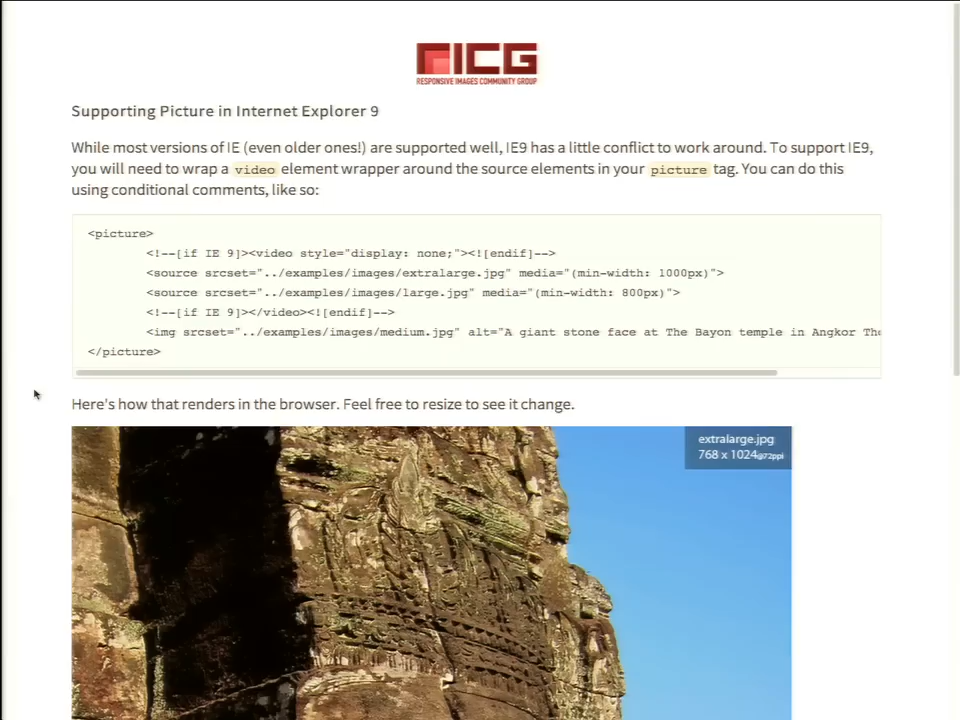 RICG
RESPONSIVE IMAGES COMMUNITY GROUP
Supporting Picture in Internet Explorer 9
While most versions of IE (even older ones!) are supported well, IE9 has a little conflict to work around. To support IE9,
you will need to wrap a video element wrapper around the source elements in your picture tag. You can do this
using conditional comments, like so:
<picture>
<!--[if IE 9]><video style="display: none;"><![endif]-->
<source srcset="../examples/images/extralarge.jpg" media="(min-width: 1000px)">
<source srcset="../examples/images/large.jpg" media="(min-width: 800px)">
<!--[if IE 9]></video><![endif]-->
<img srcset="../examples/images/medium.jpg" alt="A giant stone face at The Bayon temple in Angkor Th
</picture>
Here's how that renders in the browser. Feel free to resize to see it change.
extralarge.jpg
768 x 1024@72ppi